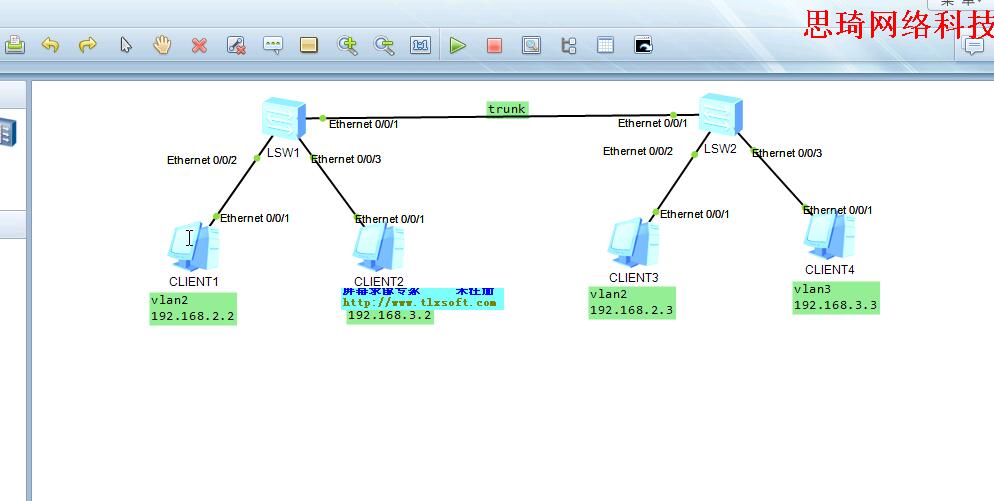 菜 单
思琦网络科技
trunk
Ethernet 0/0/1
Ethernet 0/0/1
LSW1
LSW2
Ethernet 0/0/2
Ethernet 0/0/3
Ethernet 0/0/2
Ethernet 0/0/3
Ethernet 0/0/1
Ethernet 0/0/1
Ethernet 0/0/1
Ethernet 0/0/1
CLIENT1
CLIENT2
CLIENT3
CLIENT4
vlan2
192.168.2.2
屏幕录像专家 未注册
http://www.tlxsoft.com
192.168.3.2
vlan2
192.168.2.3
vlan3
192.168.3.3